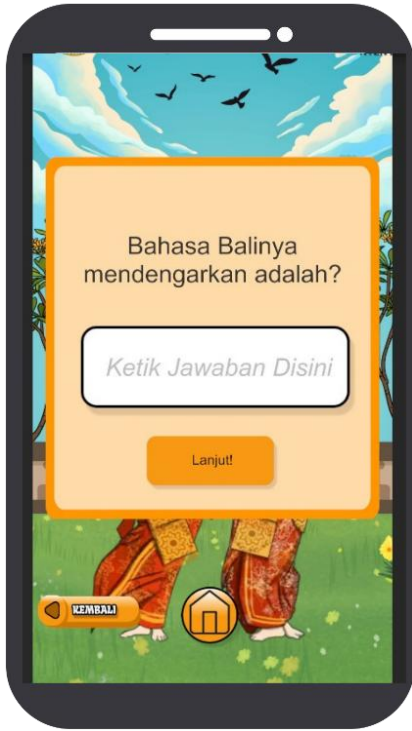 Bahasa Balinya
mendengarkan adalah?
Ketik Jawaban Disini
Lanjut!
KEMBALI